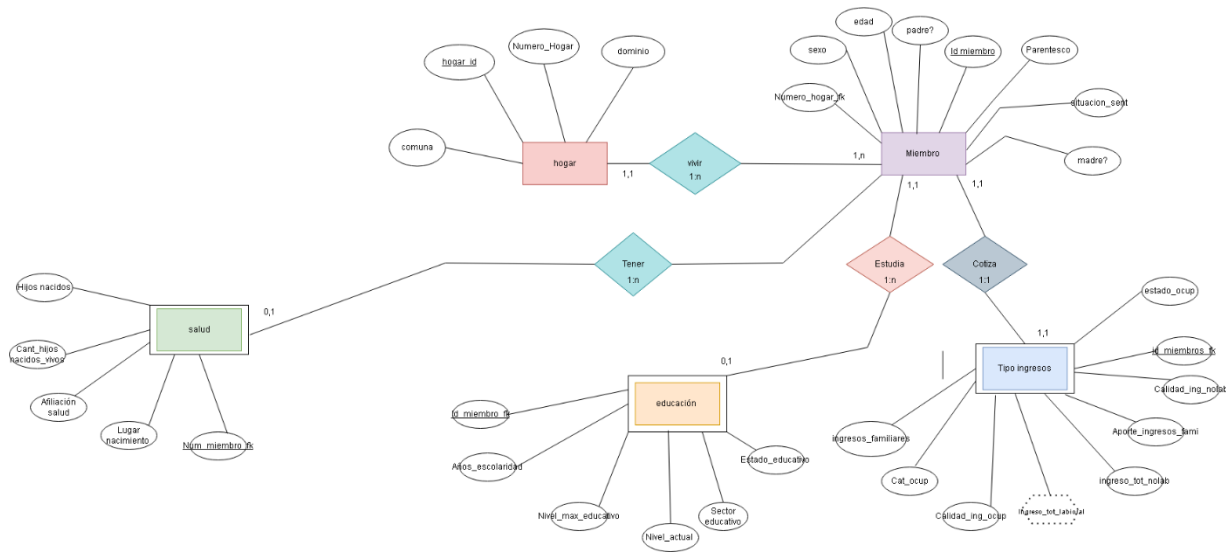 edad
padre?
sexo
Id miembro
Parentesco
Numero_Hogar
hogar_id
dominio
Numero_hogar_fk
situacion_sent
comuna
hogar
1,1
vivir
1:n
1,n
Miembro
madre?
1,1
1,1
Tener
1:n
Estudia
1:n
Cotiza
1:1
Hijos nacidos
0,1
salud
estado_ocup
Cant_hijos
nacidos_vivos
1,1
0,1
Tipo ingresos
id_miembros_fk
Calidad_ing_nolab
Afiliación
salud
educación
Id_miembro_fk
Lugar
nacimiento
Num_miembro_fk
ingresos_familiares
Aporte_ingresos_fami
Años_escolaridad
Estado_educativo
Cat_ocup
ingreso_tot_nolab
Nivel_max_educativo
Sector
educativo
Calidad_ing_ocup
Nivel_actual